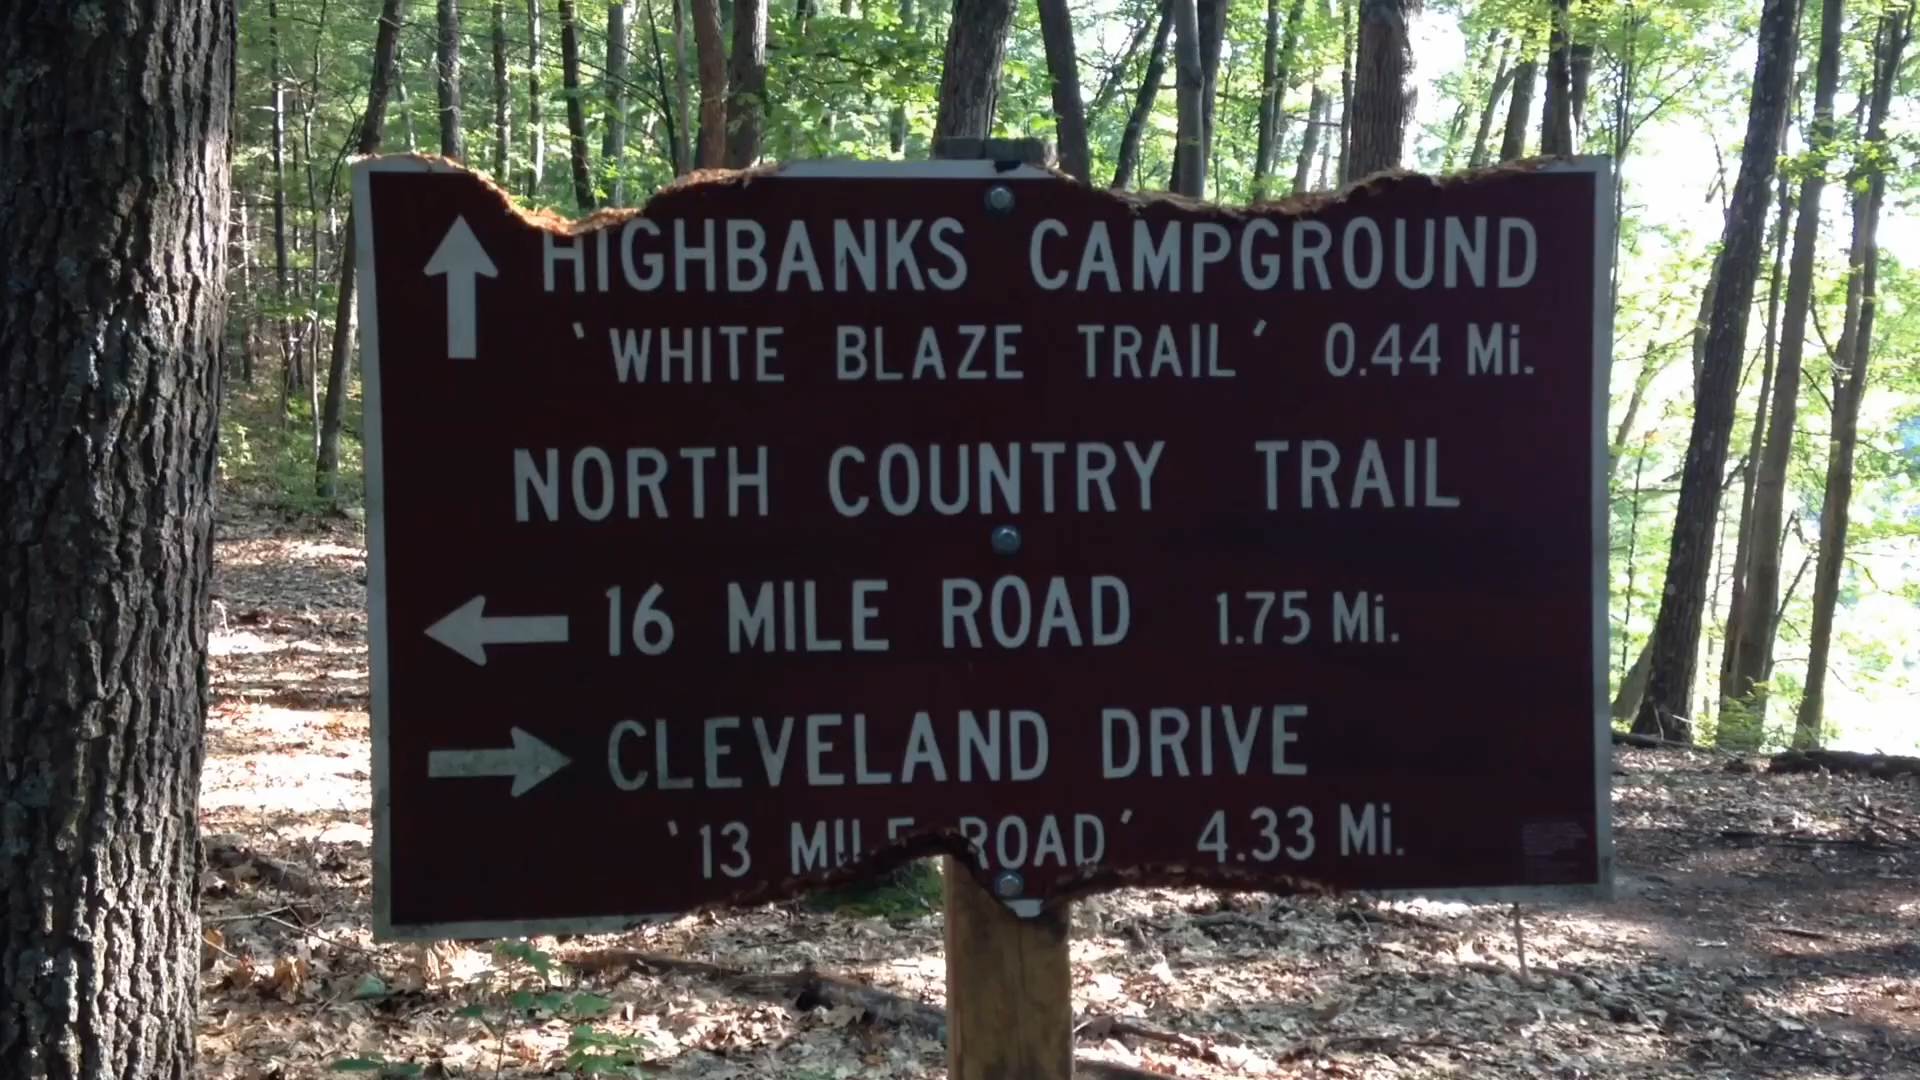 HIGHBANKS CAMPGROUND
'WHITE BLAZE TRAIL' 0.44 Mi.
NORTH COUNTRY TRAIL
16 MILE ROAD 1.75 Mi.
CLEVELAND DRIVE
'13 MILE ROAD' 4.33 Mi.